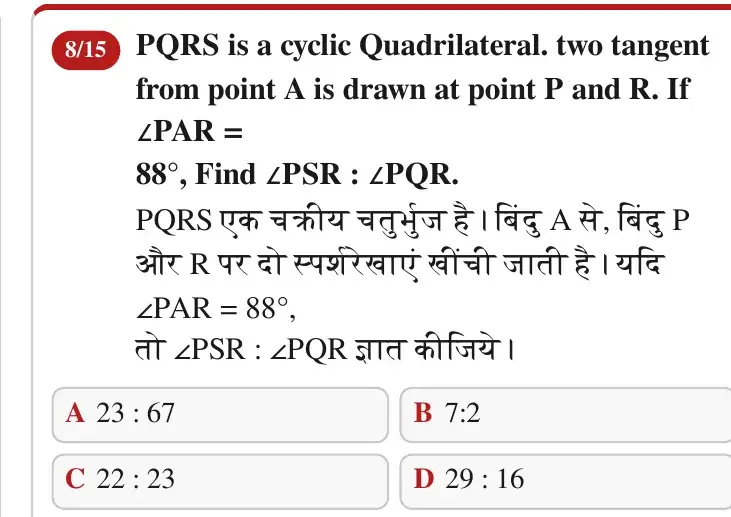 8/15 PQRS is a cyclic Quadrilateral. two tangent
from point A is drawn at point P and R. If
∠PAR =
88°, Find ∠PSR : ∠PQR.
PQRS एक चक्रीय चतुर्भुज है। बिंदु A से, बिंदु P
और R पर दो स्पर्शरेखाएं खींची जाती है। यदि
∠PAR = 88°,
तो ∠PSR : ∠PQR ज्ञात कीजिये।
A 23 : 67 B 7:2
C 22 : 23 D 29 : 16